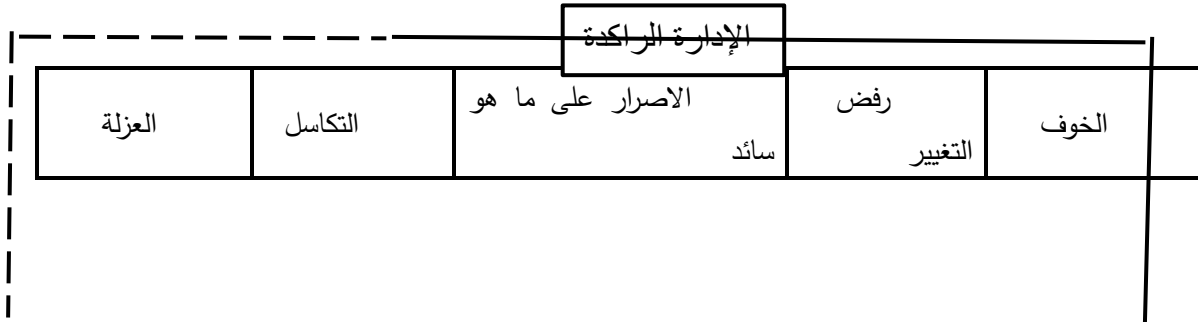 الإدارة الراكدة
الخوف
رفض
التغيير
الاصرار على ما هو
سائد
التكاسل
العزلة